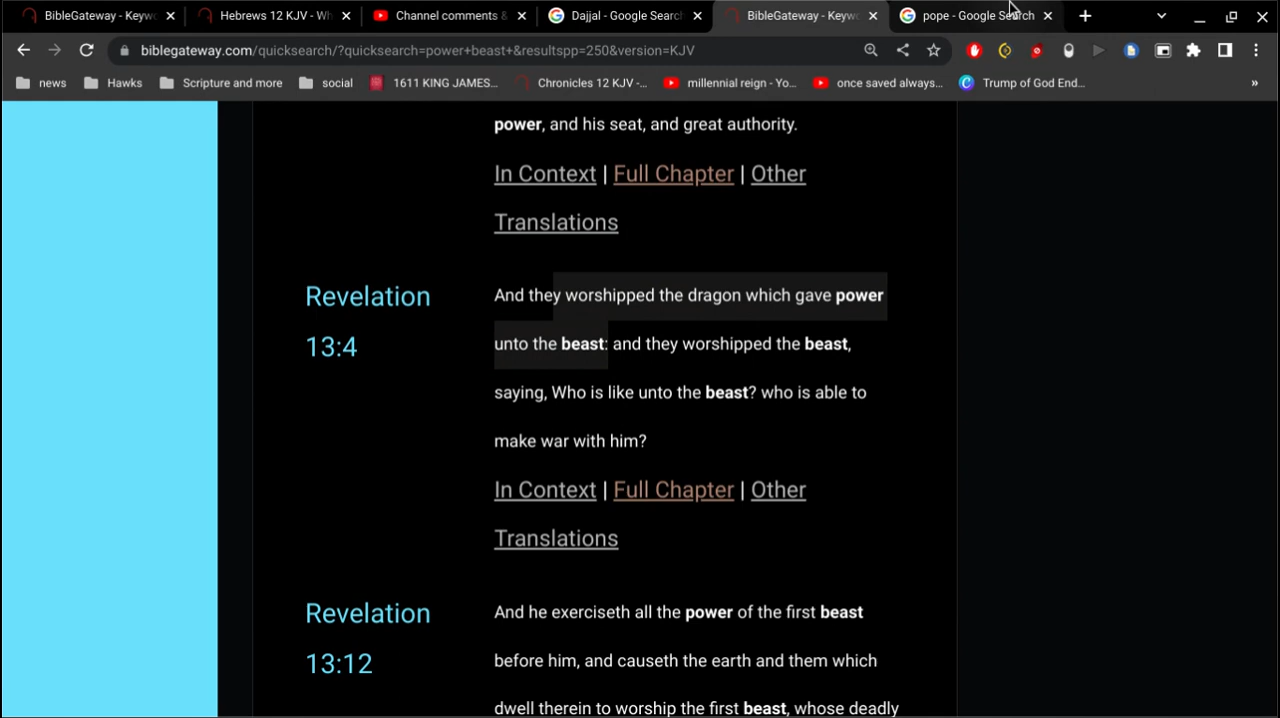 BibleGateway - Keyw
Hebrews 12 KJV - Wh
Channel comments &
Dajjal - Google Search
BibleGateway - Keyw
pope - Google Search
biblegateway.com/quicksearch/?quicksearch=power+beast+&resultspp=250&version=KJV
news
Hawks
Scripture and more
social
1611 KING JAMES...
Chronicles 12 KJV -...
millennial reign - Yo...
once saved always...
Trump of God End...
»
power, and his seat, and great authority.
In Context | Full Chapter | Other
Translations
Revelation
13:4
And they worshipped the dragon which gave power
unto the beast: and they worshipped the beast,
saying, Who is like unto the beast? who is able to
make war with him?
In Context | Full Chapter | Other
Translations
Revelation
13:12
And he exerciseth all the power of the first beast
before him, and causeth the earth and them which
dwell therein to worship the first beast, whose deadly